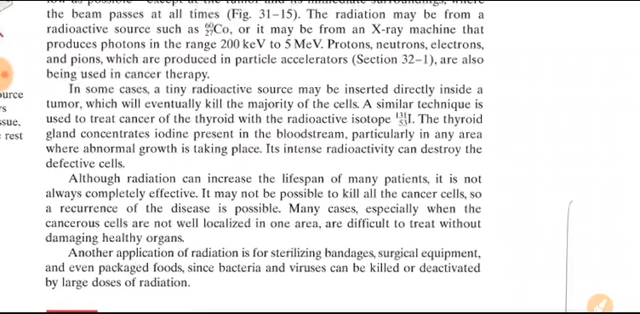 the beam passes at all times (Fig. 31–15). The radiation may be from a
radioactive source such as ⁶⁰₂₇Co, or it may be from an X-ray machine that
produces photons in the range 200 keV to 5 MeV. Protons, neutrons, electrons,
and pions, which are produced in particle accelerators (Section 32–1), are also
being used in cancer therapy.
In some cases, a tiny radioactive source may be inserted directly inside a
tumor, which will eventually kill the majority of the cells. A similar technique is
used to treat cancer of the thyroid with the radioactive isotope ¹³¹₅₃I. The thyroid
gland concentrates iodine present in the bloodstream, particularly in any area
where abnormal growth is taking place. Its intense radioactivity can destroy the
defective cells.
Although radiation can increase the lifespan of many patients, it is not
always completely effective. It may not be possible to kill all the cancer cells, so
a recurrence of the disease is possible. Many cases, especially when the
cancerous cells are not well localized in one area, are difficult to treat without
damaging healthy organs.
Another application of radiation is for sterilizing bandages, surgical equipment,
and even packaged foods, since bacteria and viruses can be killed or deactivated
by large doses of radiation.
rest